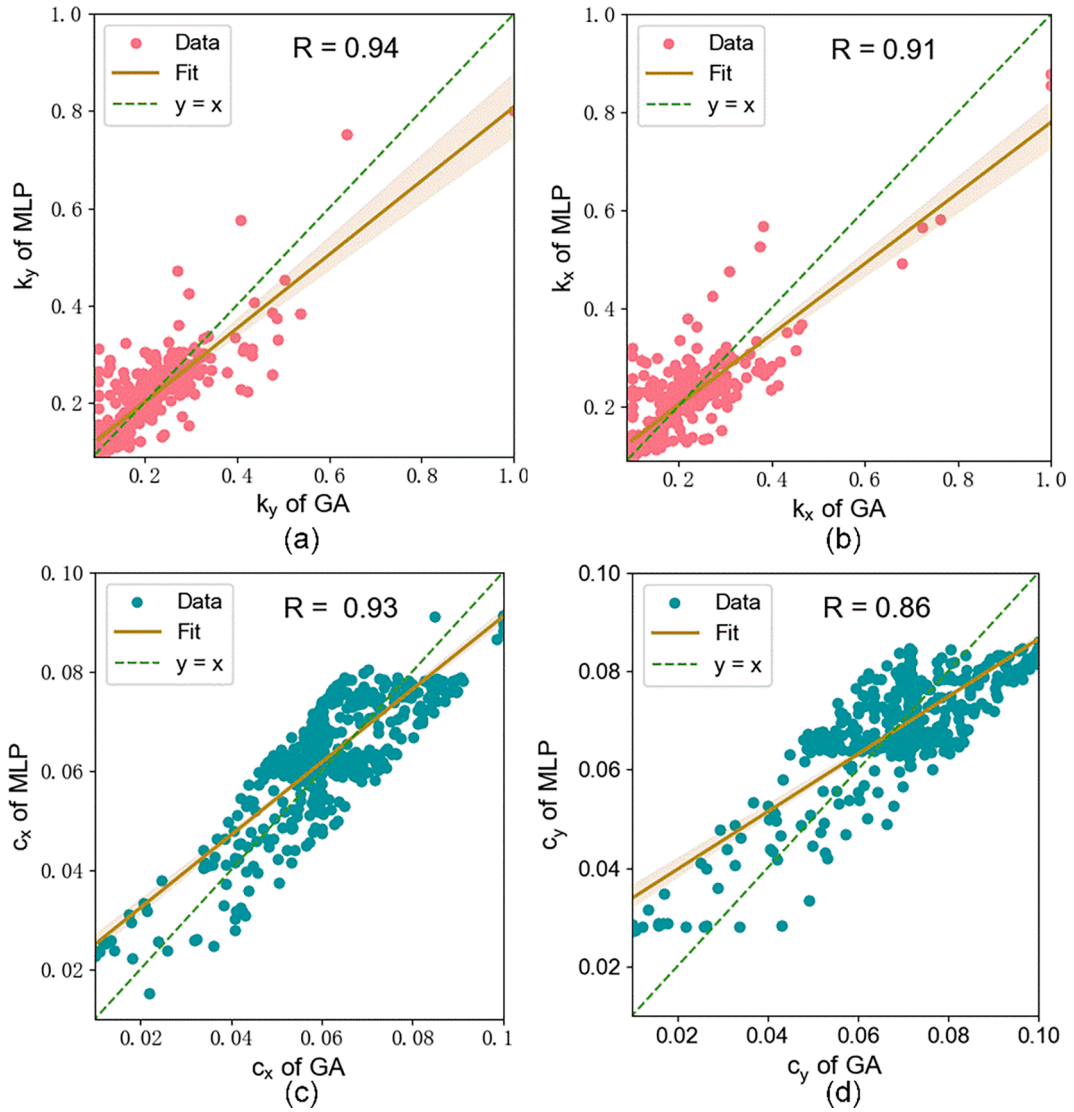 1.0
0.8
0.6
0.4
0.2
Data
Fit
y = x
R = 0.94
ky of MLP
0.2 0.4 0.6 0.8 1.0
ky of GA
(a)
1.0
0.8
0.6
0.4
0.2
Data
Fit
y = x
R = 0.91
kx of MLP
0.2 0.4 0.6 0.8 1.0
kx of GA
(b)
0.10
0.08
0.06
0.04
0.02
Data
Fit
y = x
R = 0.93
cx of MLP
0.02 0.04 0.06 0.08 0.1
cx of GA
(c)
0.10
0.08
0.06
0.04
0.02
Data
Fit
y = x
R = 0.86
cy of MLP
0.02 0.04 0.06 0.08 0.10
cy of GA
(d)